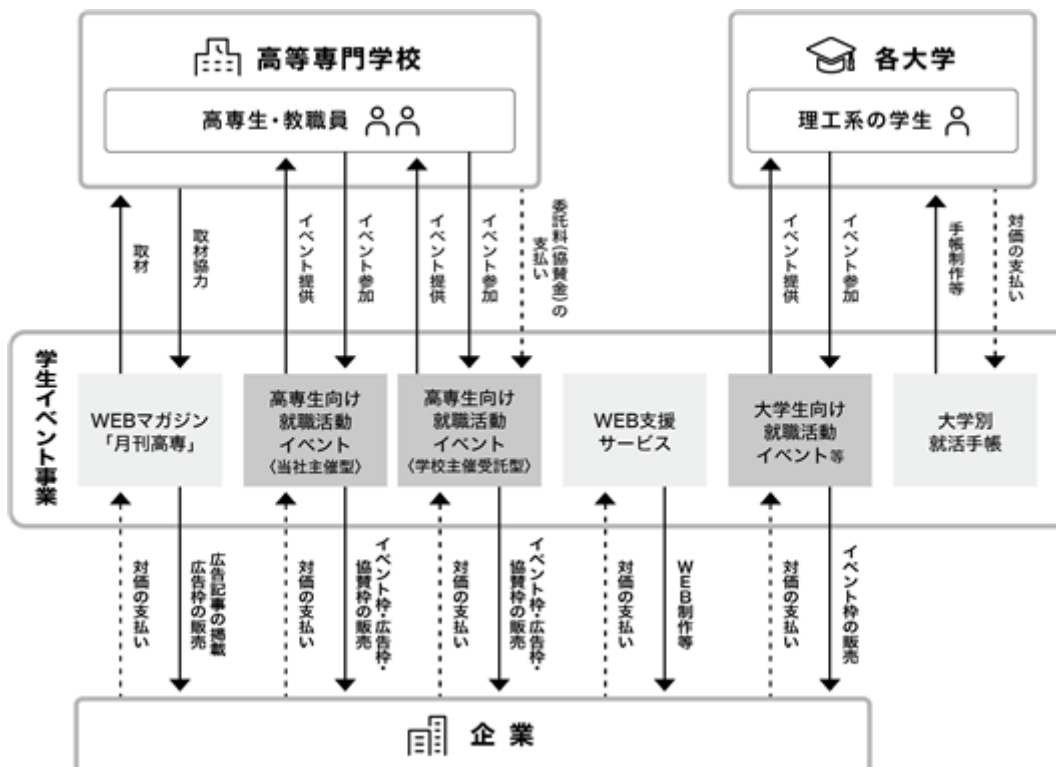 高等専門学校
高専生・教職員
各大学
理工系の学生
取材
取材協力
イベント提供
イベント参加
イベント提供
イベント参加
委託料(協賛金)の
支払い
イベント提供
イベント参加
手帳制作等
対価の支払い
学生イベント事業
WEBマガジン
「月刊高専」
高専生向け
就職活動
イベント
〈当社主催型〉
高専生向け
就職活動
イベント
〈学校主催受託型〉
WEB支援
サービス
大学生向け
就職活動
イベント等
大学別
就活手帳
対価の支払い
広告記事の掲載
広告枠の販売
対価の支払い
イベント枠・広告枠・
協賛枠の販売
対価の支払い
イベント枠・広告枠・
協賛枠の販売
対価の支払い
WEB制作等
対価の支払い
イベント枠の販売
企業